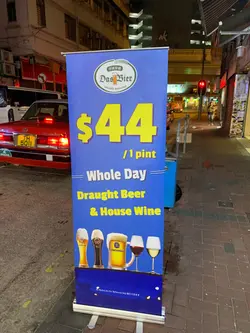 Das Bier
$44
/1 pint
Whole Day
Draught Beer
& House Wine